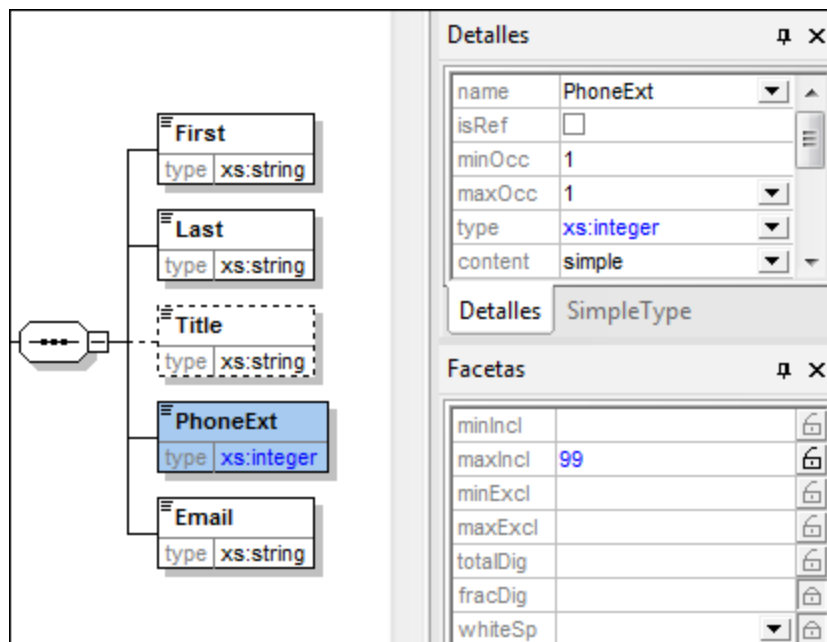 First
type xs:string
Last
type xs:string
Title
type xs:string
PhoneExt
type xs:integer
Email
type xs:string
Detalles
name PhoneExt
isRef
minOcc 1
maxOcc 1
type xs:integer
content simple
Detalles SimpleType
Facetas
minIncl
maxIncl 99
minExcl
maxExcl
totalDig
fracDig
whiteSp